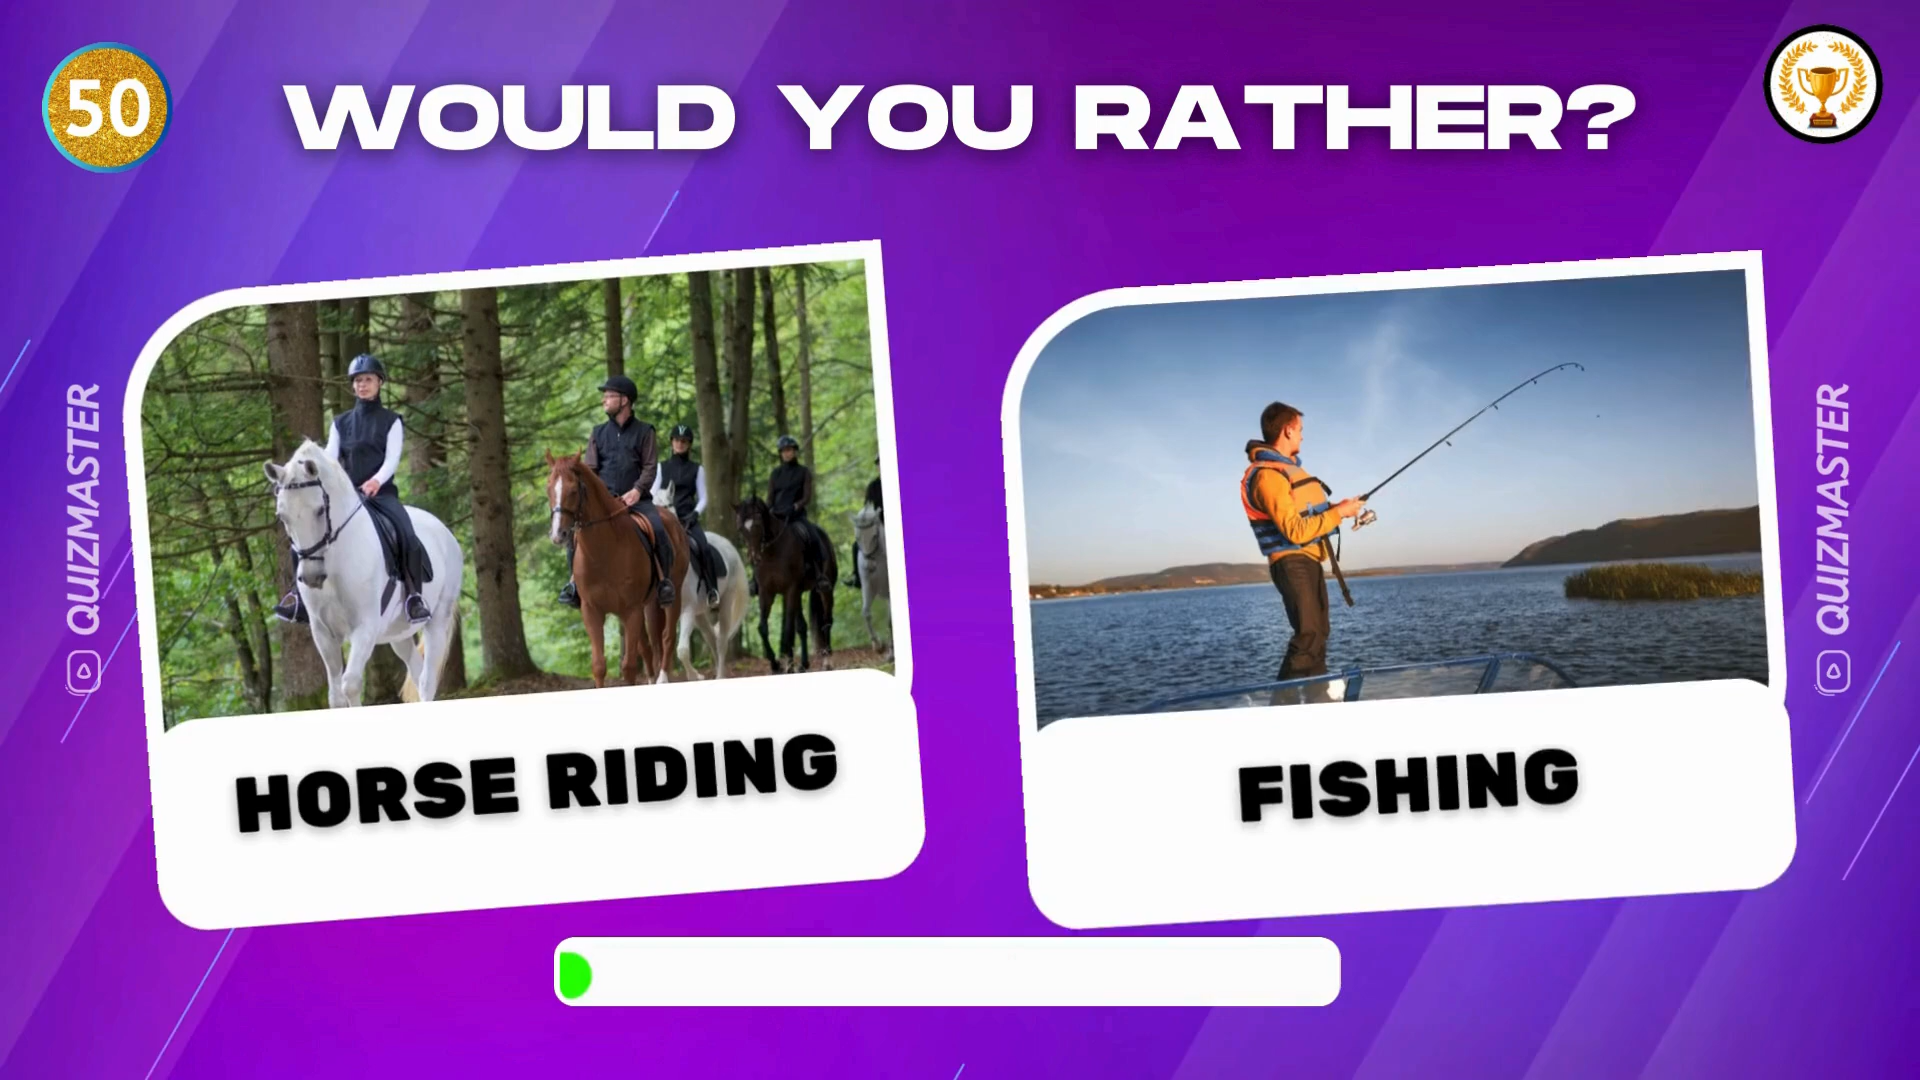 50
WOULD YOU RATHER?
QUIZMASTER
QUIZMASTER
HORSE RIDING
FISHING